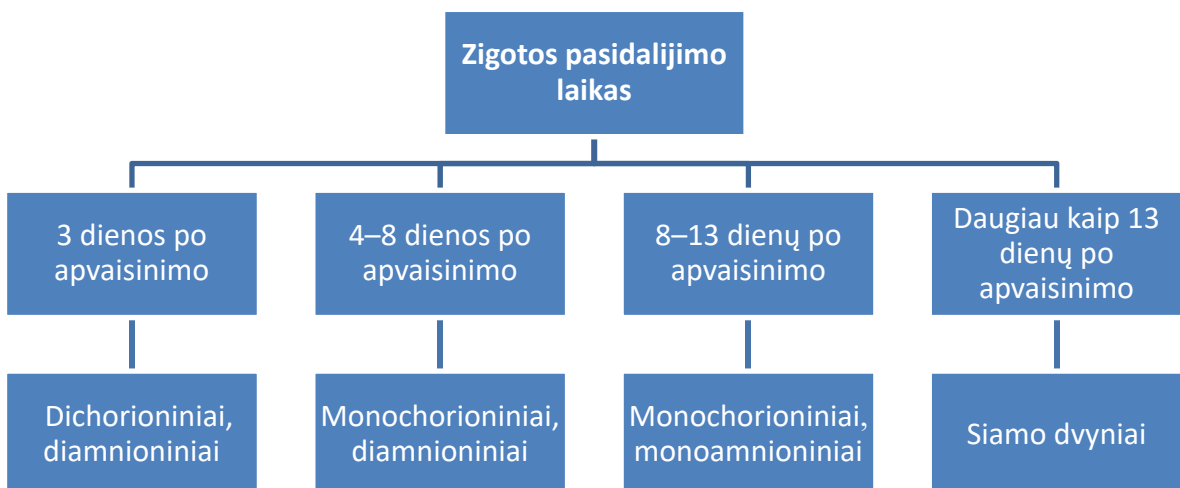 Zigotos pasidalijimo
laikas
3 dienos po
apvaisinimo
4–8 dienos po
apvaisinimo
8–13 dienų po
apvaisinimo
Daugiau kaip 13
dienų po
apvaisinimo
Dichorioniniai,
diamnioniniai
Monochorioniniai,
diamnioniniai
Monochorioniniai,
monoamnioniniai
Siamo dvyniai